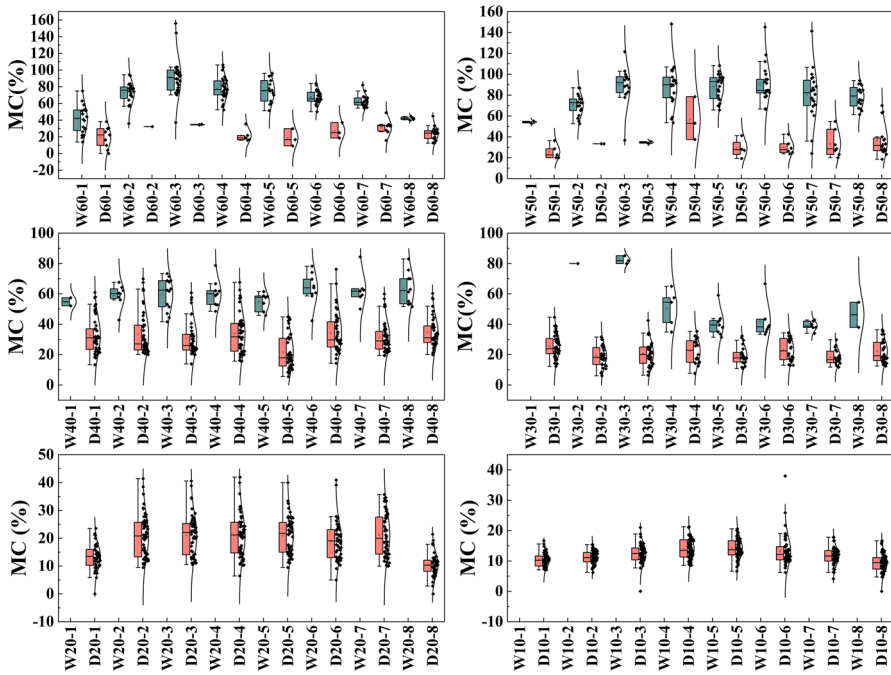 MC(%)
160
140
120
100
80
60
40
20
0
-20
W60-1
D60-1
W60-2
D60-2
W60-3
D60-3
W60-4
D60-4
W60-5
D60-5
W60-6
D60-6
W60-7
D60-7
W60-8
D60-8
MC(%)
160
140
120
100
80
60
40
20
0
W50-1
D50-1
W50-2
D50-2
W50-3
D50-3
W50-4
D50-4
W50-5
D50-5
W50-6
D50-6
W50-7
D50-7
W50-8
D50-8
MC (%)
100
80
60
40
20
0
W40-1
D40-1
W40-2
D40-2
W40-3
D40-3
W40-4
D40-4
W40-5
D40-5
W40-6
D40-6
W40-7
D40-7
W40-8
D40-8
MC (%)
100
80
60
40
20
0
W30-1
D30-1
W30-2
D30-2
W30-3
D30-3
W30-4
D30-4
W30-5
D30-5
W30-6
D30-6
W30-7
D30-7
W30-8
D30-8
MC (%)
50
40
30
20
10
0
-10
W20-1
D20-1
W20-2
D20-2
W20-3
D20-3
W20-4
D20-4
W20-5
D20-5
W20-6
D20-6
W20-7
D20-7
W20-8
D20-8
MC (%)
40
30
20
10
0
-10
W10-1
D10-1
W10-2
D10-2
W10-3
D10-3
W10-4
D10-4
W10-5
D10-5
W10-6
D10-6
W10-7
D10-7
W10-8
D10-8